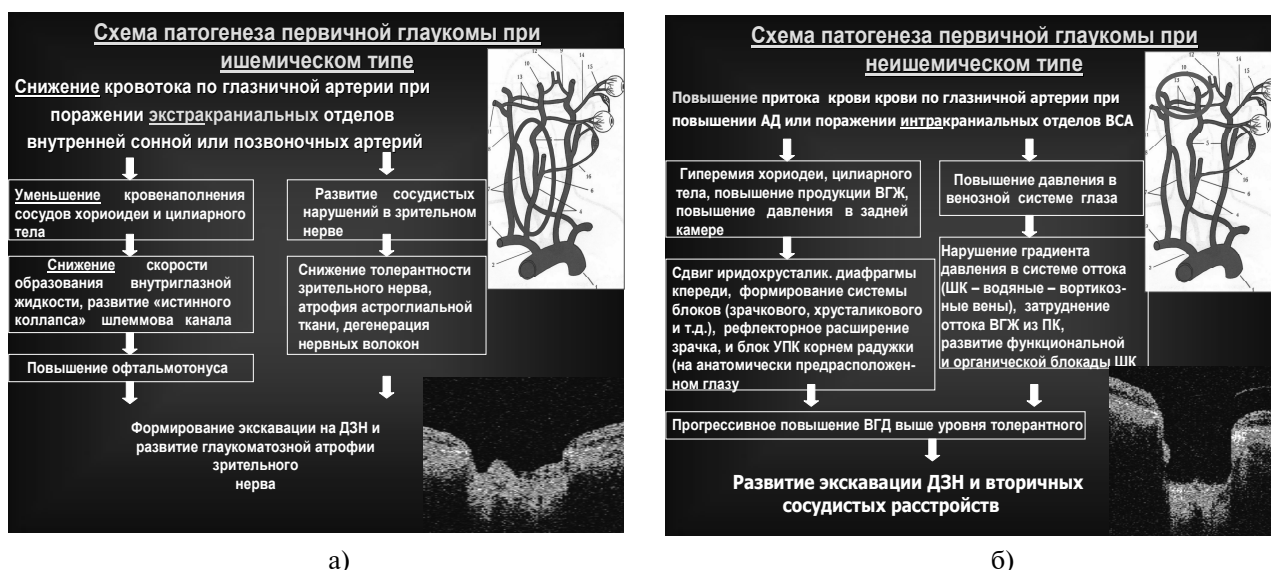 Схема патогенеза первичной глаукомы при
ишемическом типе
Снижение кровотока по глазничной артерии при
поражении экстракраниальных отделов
внутренней сонной или позвоночных артерий
Уменьшение кровенаполнения
сосудов хориоидеи и цилиарного
тела
Развитие сосудистых
нарушений в зрительном
нерве
Снижение скорости
образования внутриглазной
жидкости, развитие «истинного
коллапса» шлеммова канала
Снижение толерантности
зрительного нерва,
атрофия астроглиальной
ткани, дегенерация
нервных волокон
Повышение офтальмотонуса
Формирование экскавации на ДЗН и
развитие глаукоматозной атрофии
зрительного
нерва
а)
Схема патогенеза первичной глаукомы при
неишемическом типе
Повышение притока крови крови по глазничной артерии при
повышении АД или поражении интракраниальных отделов ВСА
Гиперемия хориодеи, цилиарного
тела, повышение продукции ВГЖ,
повышение давления в задней
камере
Повышение давления в
венозной системе глаза
Сдвиг иридохрусталик. диафрагмы
кпереди, формирование системы
блоков (зрачкового, хрусталикового
и т.д.), рефлекторное расширение
зрачка, и блок УПК корнем радужки
(на анатомически предрасположен-
ном глазу
Нарушение градиента
давления в системе оттока
(ШК – водяные – вортикоз-
ные вены), затруднение
оттока ВГЖ из ПК,
развитие функциональной
и органической блокады ШК
Прогрессивное повышение ВГД выше уровня толерантного
Развитие экскавации ДЗН и вторичных
сосудистых расстройств
б)